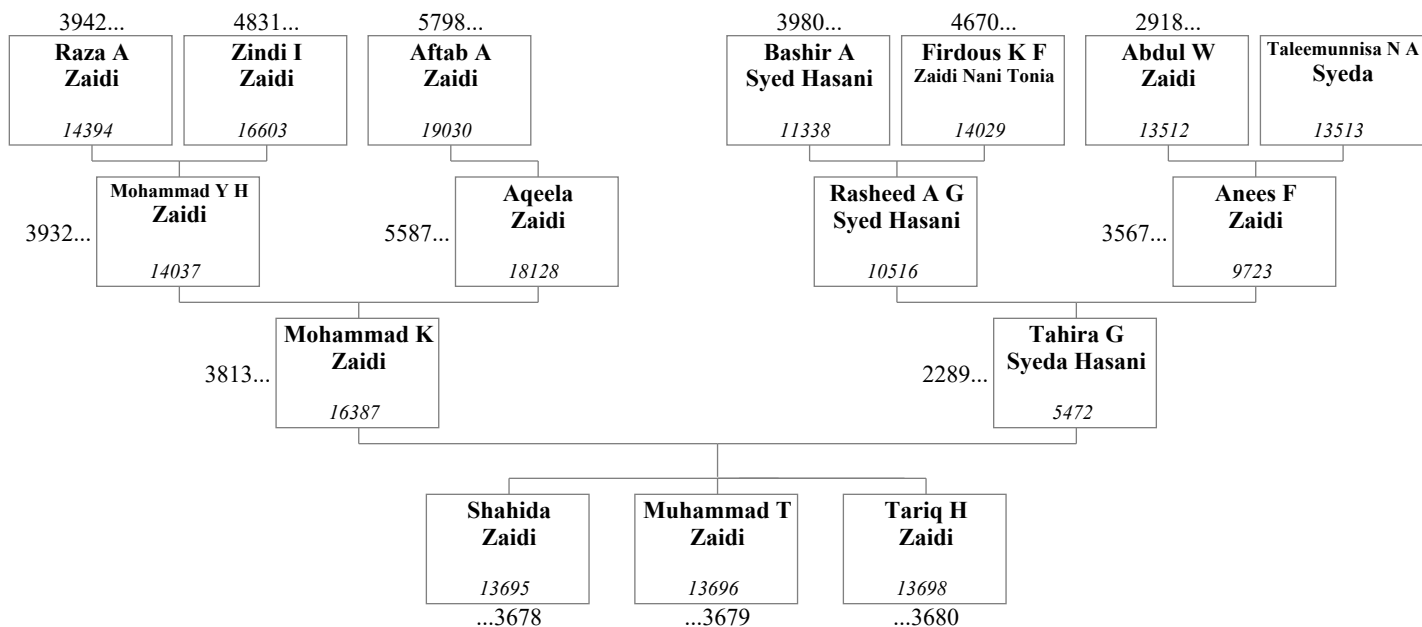 3942...
4831...
5798...
3980...
4670...
2918...
Raza A
Zaidi
14394
Zindi I
Zaidi
16603
Aftab A
Zaidi
19030
Bashir A
Syed Hasani
11338
Firdous K F
Zaidi Nani Tonia
14029
Abdul W
Zaidi
13512
Taleemunnisa N A
Syeda
13513
3932...
Mohammad Y H
Zaidi
14037
5587...
Aqeela
Zaidi
18128
Rasheed A G
Syed Hasani
10516
3567...
Anees F
Zaidi
9723
3813...
Mohammad K
Zaidi
16387
2289...
Tahira G
Syeda Hasani
5472
Shahida
Zaidi
13695
...3678
Muhammad T
Zaidi
13696
...3679
Tariq H
Zaidi
13698
...3680